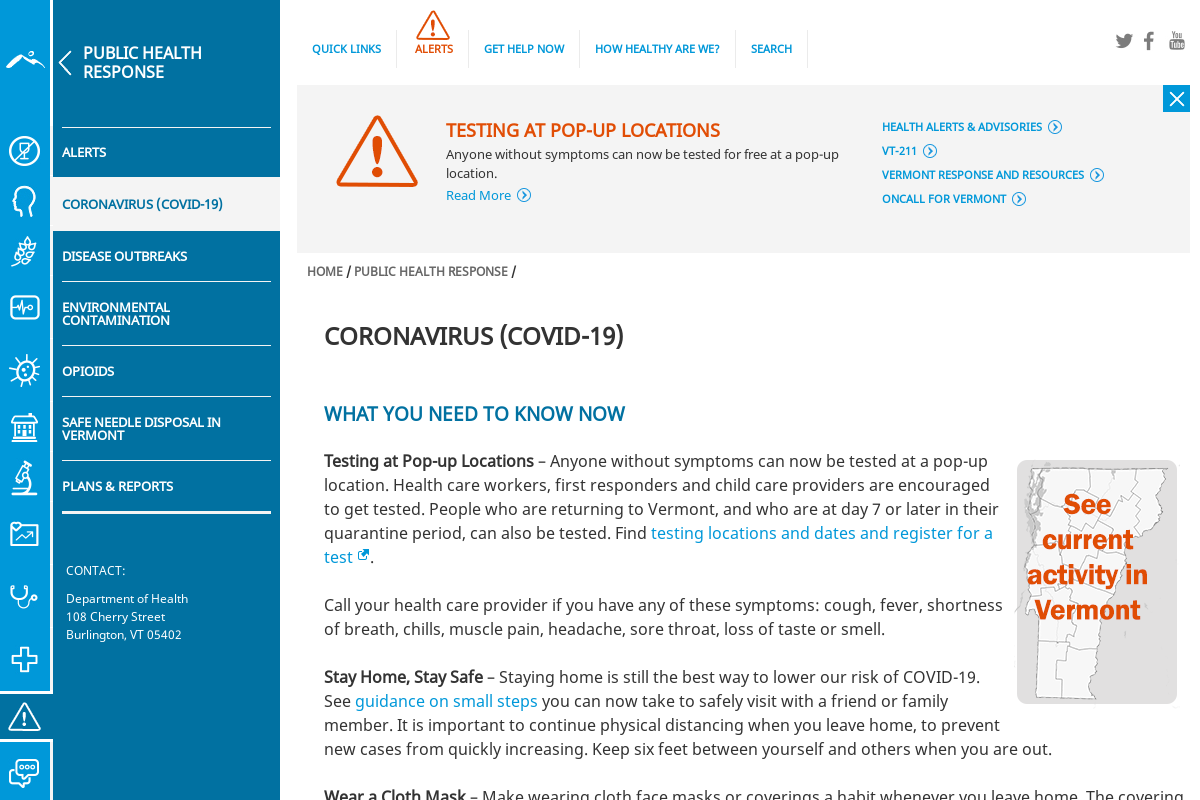 PUBLIC HEALTH
RESPONSE
ALERTS
CORONAVIRUS (COVID-19)
DISEASE OUTBREAKS
ENVIRONMENTAL
CONTAMINATION
OPIOIDS
SAFE NEEDLE DISPOSAL IN
VERMONT
PLANS & REPORTS
CONTACT:
Department of Health
108 Cherry Street
Burlington, VT 05402
QUICK LINKS
ALERTS
GET HELP NOW
HOW HEALTHY ARE WE?
SEARCH
You
Tube
TESTING AT POP-UP LOCATIONS
Anyone without symptoms can now be tested for free at a pop-up
location.
Read More
HEALTH ALERTS & ADVISORIES
VT-211
VERMONT RESPONSE AND RESOURCES
ONCALL FOR VERMONT
HOME / PUBLIC HEALTH RESPONSE /
CORONAVIRUS (COVID-19)
WHAT YOU NEED TO KNOW NOW
Testing at Pop-up Locations – Anyone without symptoms can now be tested at a pop-up
location. Health care workers, first responders and child care providers are encouraged
to get tested. People who are returning to Vermont, and who are at day 7 or later in their
quarantine period, can also be tested. Find testing locations and dates and register for a
test .
See
current
activity in
Vermont
Call your health care provider if you have any of these symptoms: cough, fever, shortness
of breath, chills, muscle pain, headache, sore throat, loss of taste or smell.
Stay Home, Stay Safe – Staying home is still the best way to lower our risk of COVID-19.
See guidance on small steps you can now take to safely visit with a friend or family
member. It is important to continue physical distancing when you leave home, to prevent
new cases from quickly increasing. Keep six feet between yourself and others when you are out.
Wear a Cloth Mask – Make wearing cloth face masks or coverings a habit whenever you leave home. The covering